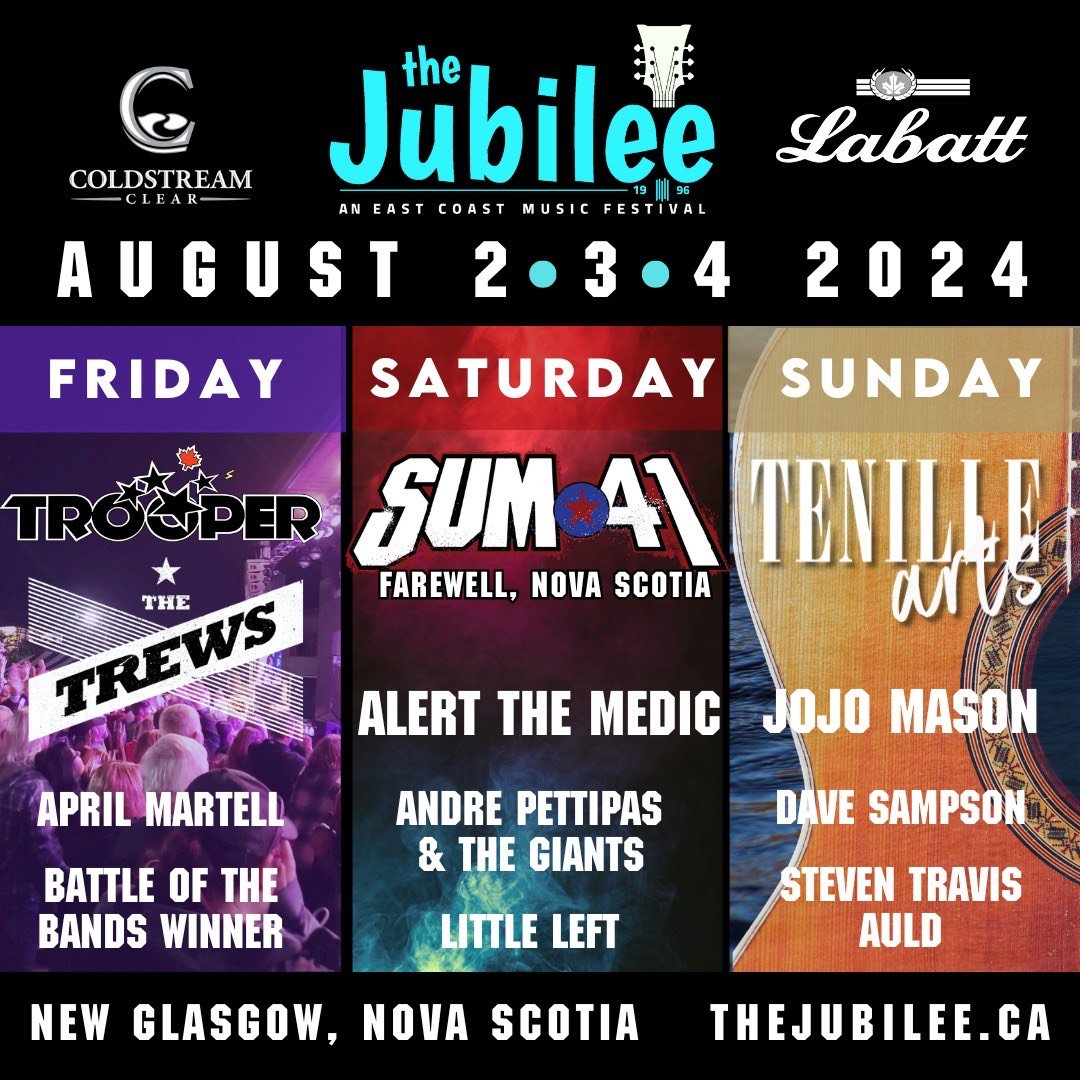 COLDSTREAM
CLEAR
the
Jubilee
19 96
AN EAST COAST MUSIC FESTIVAL
Labatt
AUGUST 2•3•4 2024
FRIDAY
TROOPER
THE
TREWS
APRIL MARTELL
BATTLE OF THE
BANDS WINNER
SATURDAY
SUM 41
FAREWELL, NOVA SCOTIA
ALERT THE MEDIC
ANDRE PETTIPAS
& THE GIANTS
LITTLE LEFT
SUNDAY
TENILLE
arts
JOJO MASON
DAVE SAMPSON
STEVEN TRAVIS
AULD
NEW GLASGOW, NOVA SCOTIA
THEJUBILEE.CA